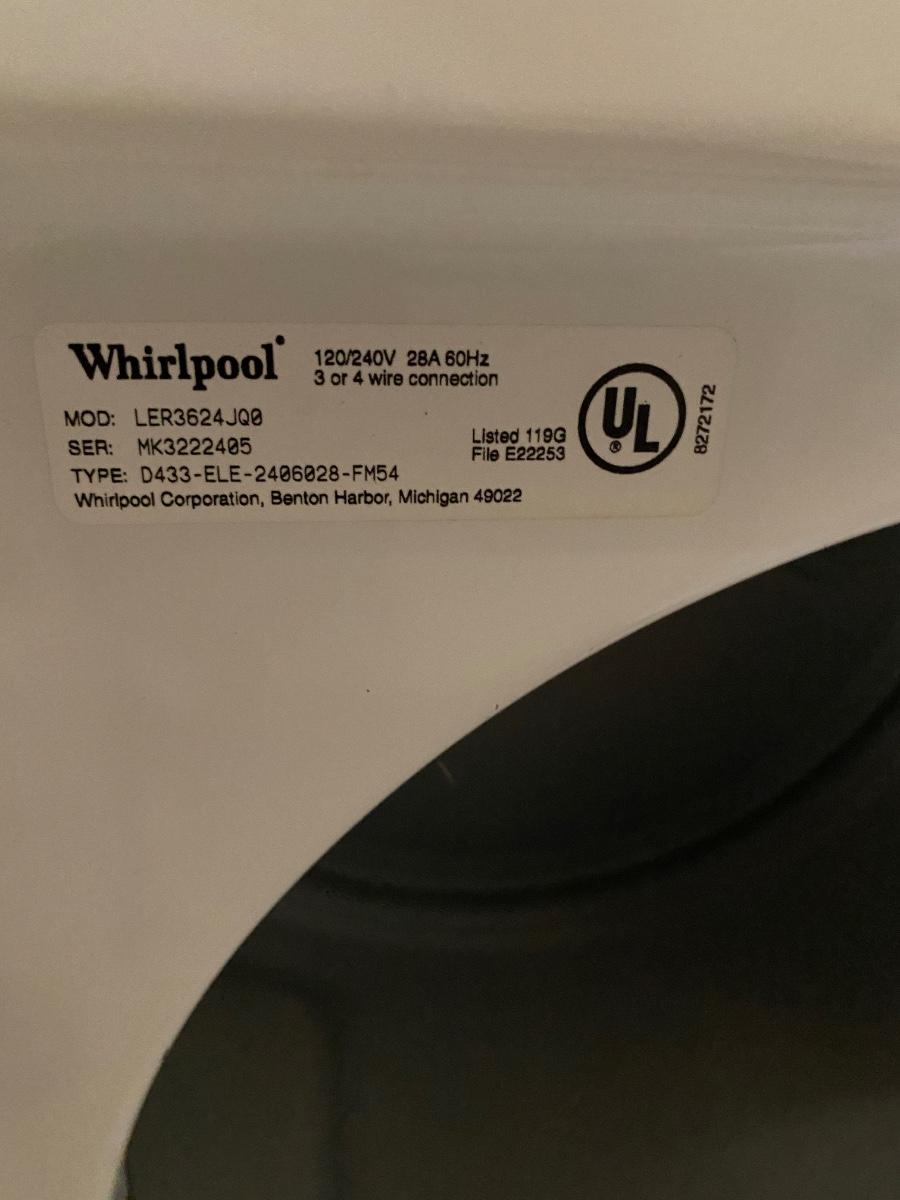 Whirlpool
120/240V 28A 60Hz
3 or 4 wire connection
MOD: LER3624JQ0
SER: MK3222405
TYPE: D433-ELE-2406028-FM54
Whirlpool Corporation, Benton Harbor, Michigan 49022
Listed 119G
File E22253
UL
®
8272172